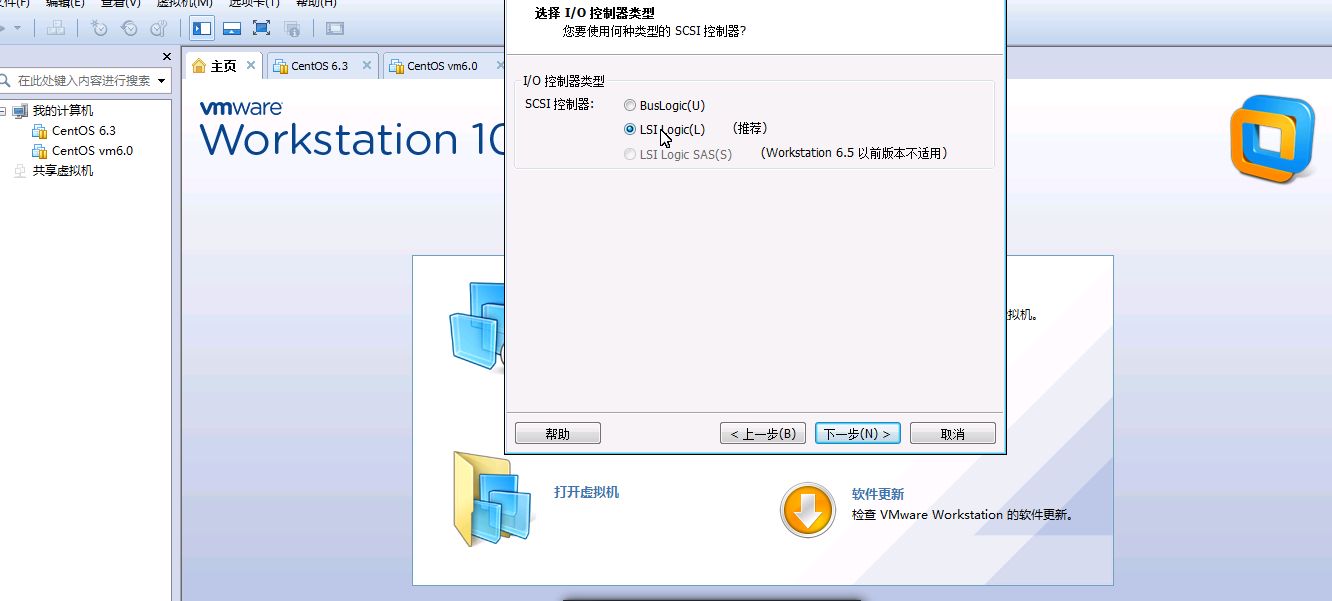 编辑(E) 查看(V) 虚拟机(M) 选项卡(T) 帮助(H)
选择 I/O 控制器类型
您要使用何种类型的 SCSI 控制器?
在此处键入内容进行搜索
主页
CentOS 6.3
CentOS vm6.0
我的计算机
CentOS 6.3
CentOS vm6.0
共享虚拟机
vmware
Workstation 10
I/O 控制器类型
SCSI 控制器:
BusLogic(U)
LSI Logic(L) (推荐)
LSI Logic SAS(S) (Workstation 6.5 以前版本不适用)
拟机。
帮助
< 上一步(B)
下一步(N) >
取消
打开虚拟机
软件更新
检查 VMware Workstation 的软件更新。